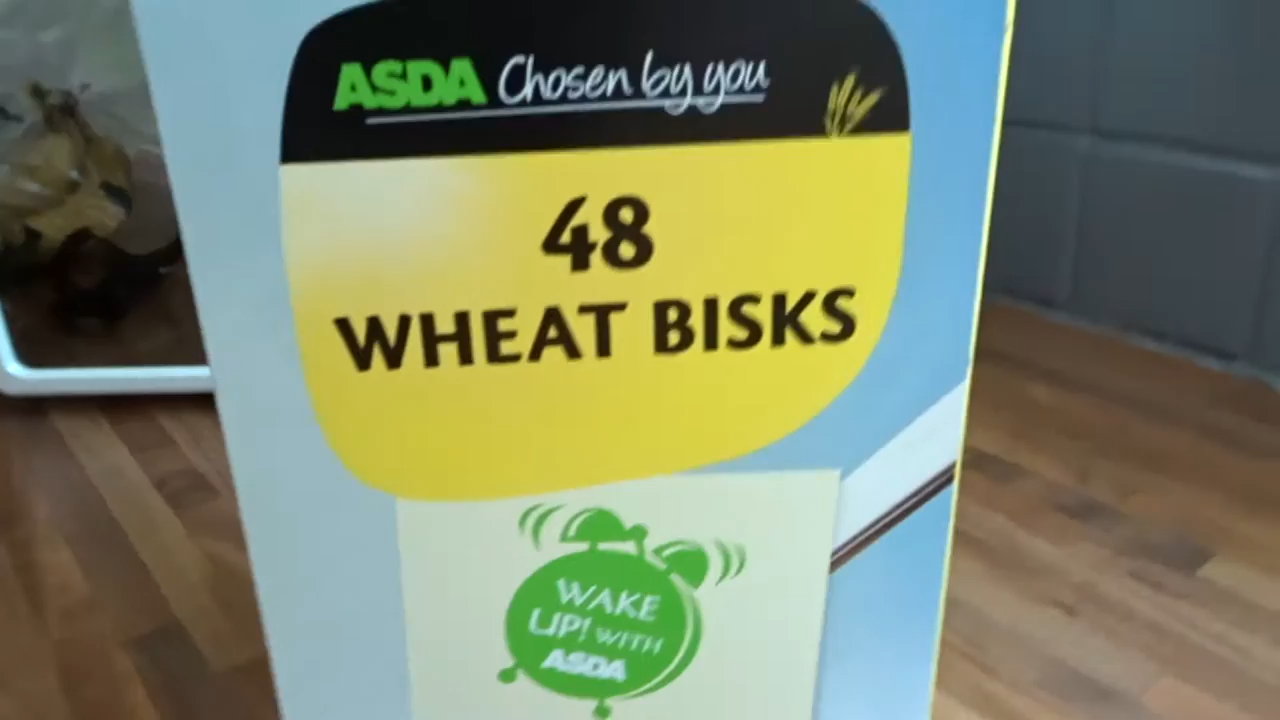 ASDA Chosen by you
48
WHEAT BISKS
WAKE
UP! WITH
ASDA